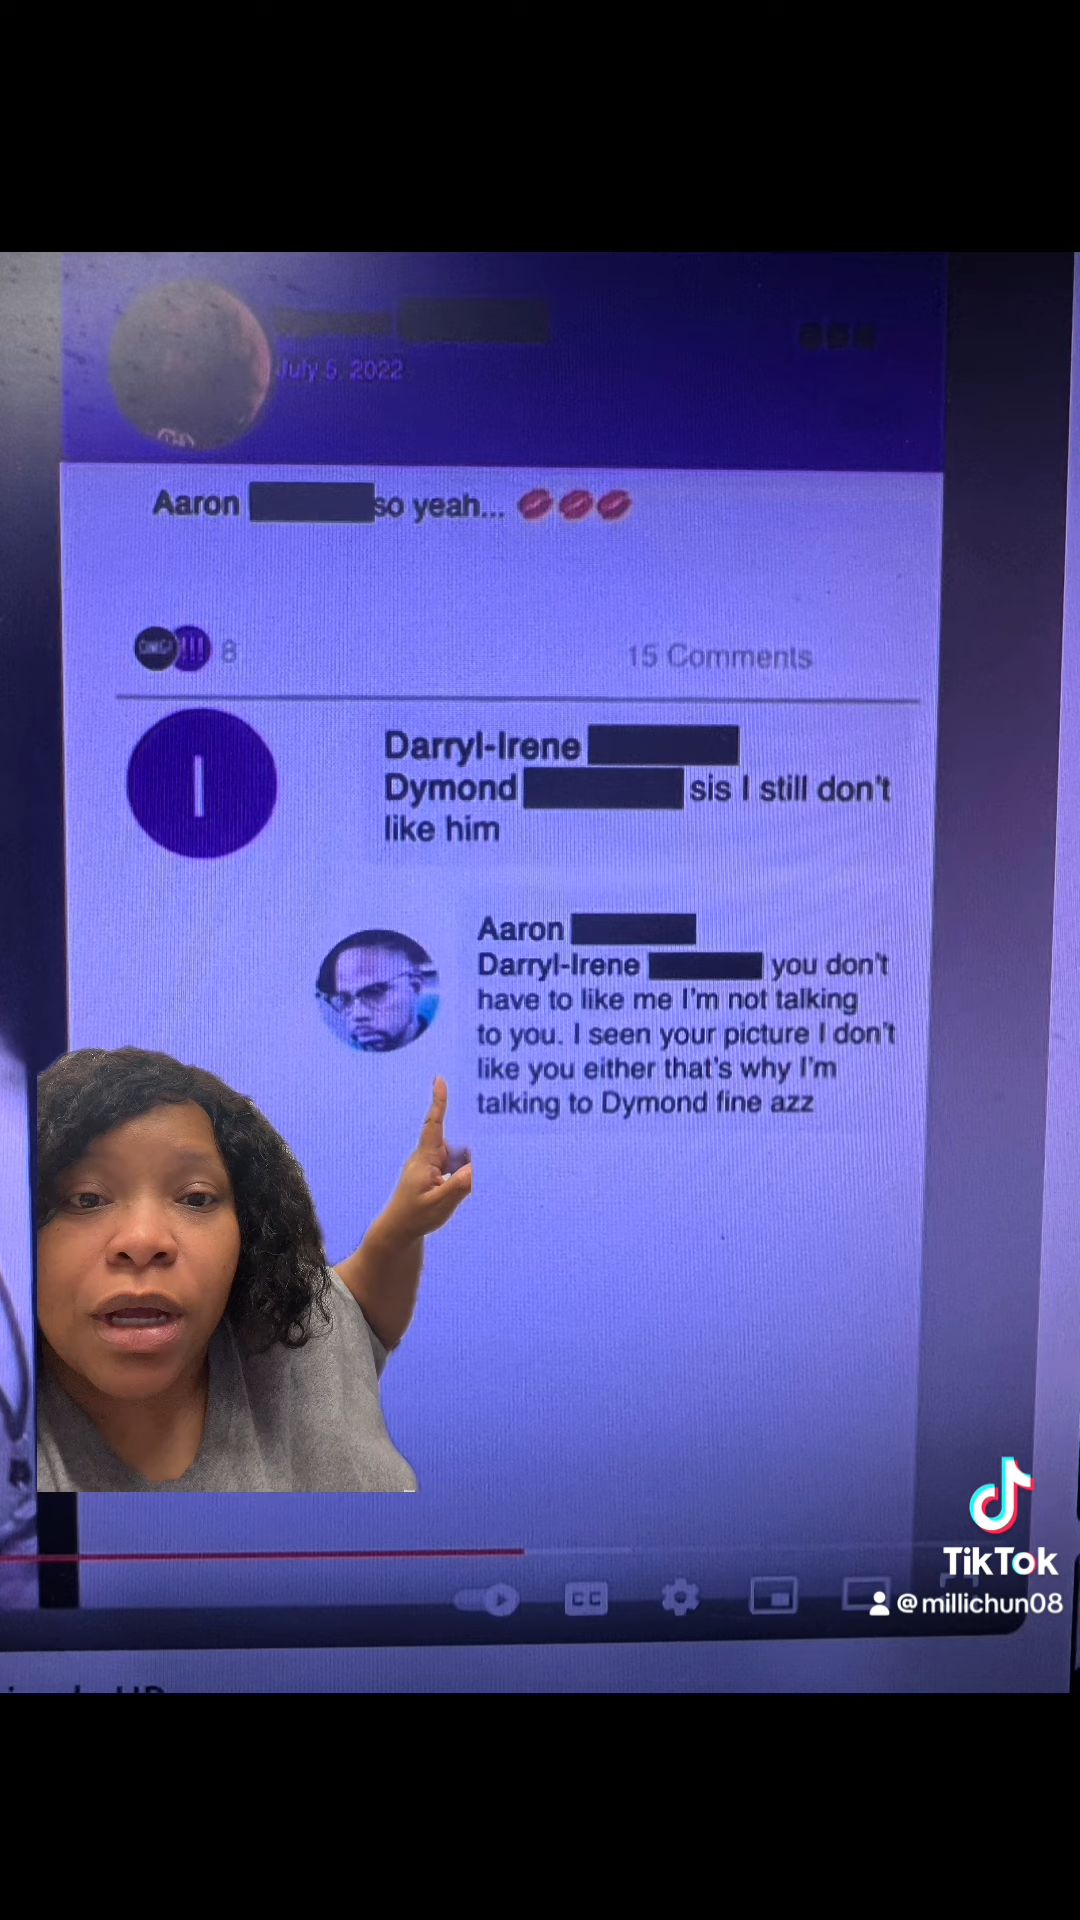 July 5, 2022
Aaron so yeah... 💋💋💋
8
15 Comments
I
Darryl-Irene
Dymond sis I still don't
like him
Aaron
Darryl-Irene you don't
have to like me I'm not talking
to you. I seen your picture I don't
like you either that's why I'm
talking to Dymond fine azz
CC
TikTok
@millichun08